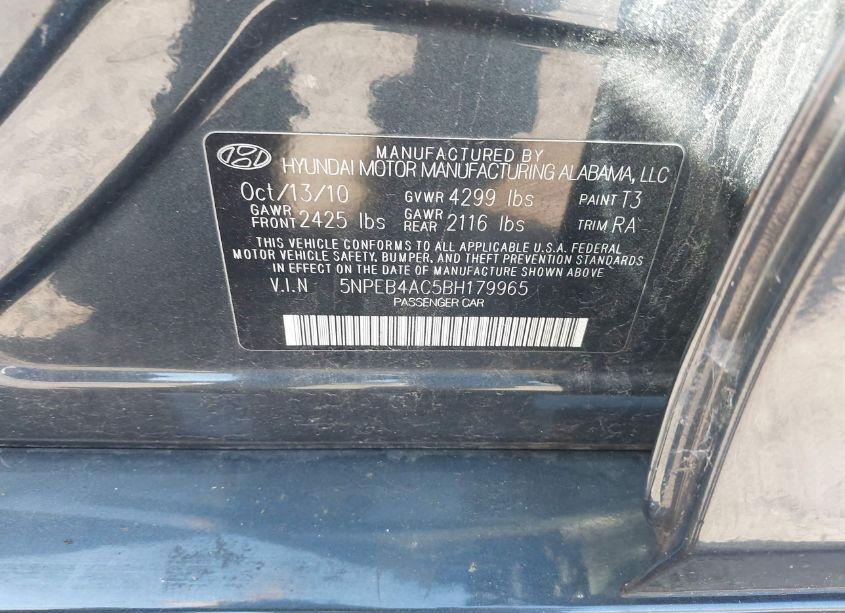 MANUFACTURED BY
HYUNDAI MOTOR MANUFACTURING ALABAMA, LLC
Oct/13/10 GVWR 4299 lbs PAINT T3
GAWR FRONT 2425 lbs GAWR REAR 2116 lbs TRIM RA
THIS VEHICLE CONFORMS TO ALL APPLICABLE U.S.A. FEDERAL
MOTOR VEHICLE SAFETY, BUMPER, AND THEFT PREVENTION STANDARDS
IN EFFECT ON THE DATE OF MANUFACTURE SHOWN ABOVE
V.I.N 5NPEB4AC5BH179965
PASSENGER CAR